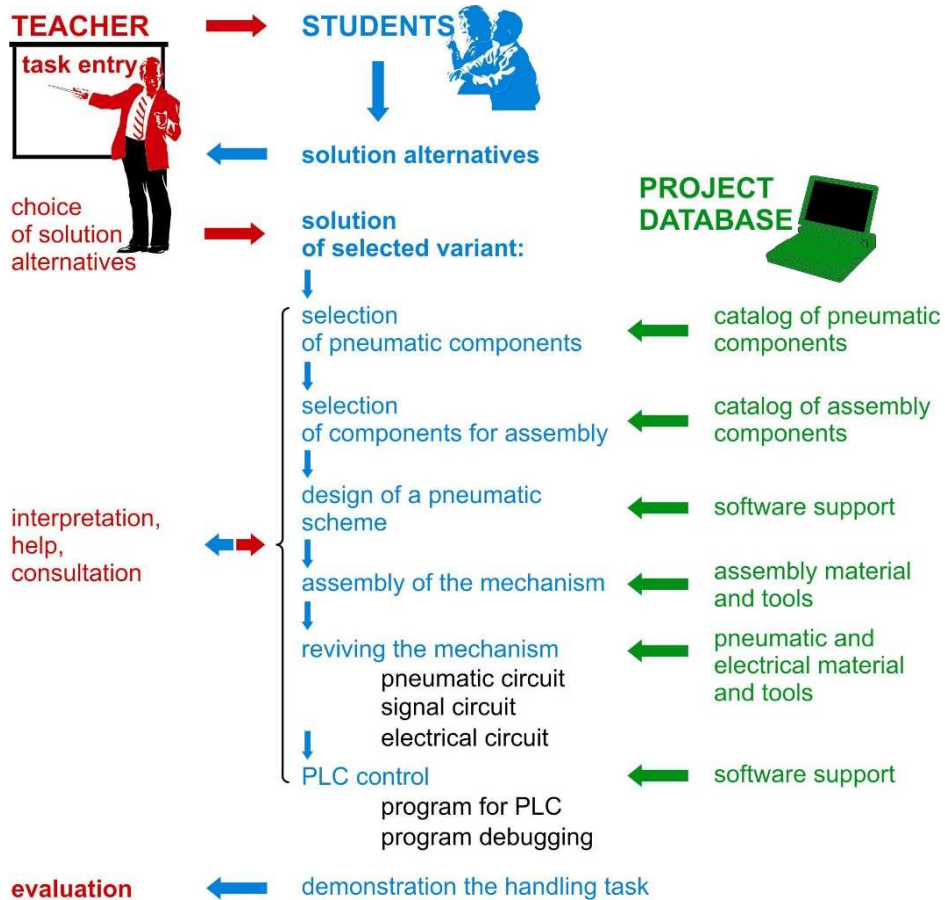 TEACHER
STUDENTS
task entry
solution alternatives
PROJECT
DATABASE
choice
of solution
alternatives
solution
of selected variant:
selection
of pneumatic components
catalog of pneumatic
components
selection
of components for assembly
catalog of assembly
components
design of a pneumatic
scheme
software support
interpretation,
help,
consultation
assembly of the mechanism
assembly material
and tools
reviving the mechanism
pneumatic circuit
signal circuit
electrical circuit
pneumatic and
electrical material
and tools
PLC control
program for PLC
program debugging
software support
evaluation
demonstration the handling task